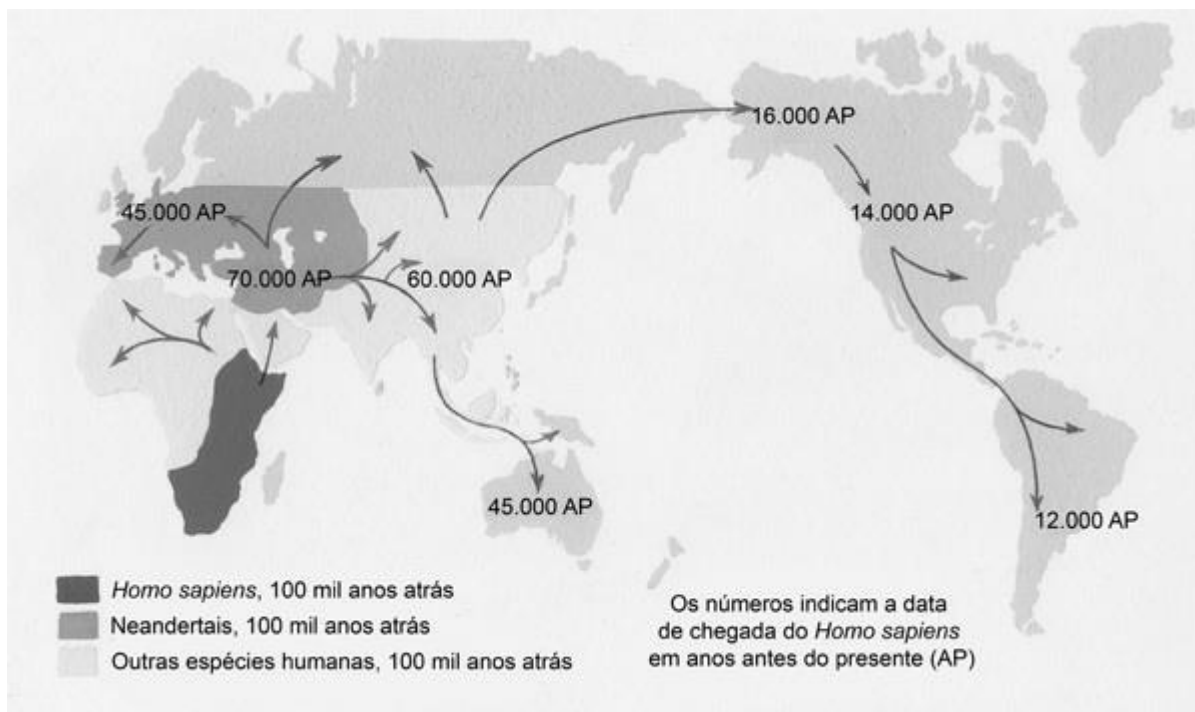 16.000 AP
45.000 AP
14.000 AP
70.000 AP
60.000 AP
45.000 AP
12.000 AP
Homo sapiens, 100 mil anos atrás
Neandertais, 100 mil anos atrás
Outras espécies humanas, 100 mil anos atrás
Os números indicam a data
de chegada do Homo sapiens
em anos antes do presente (AP)